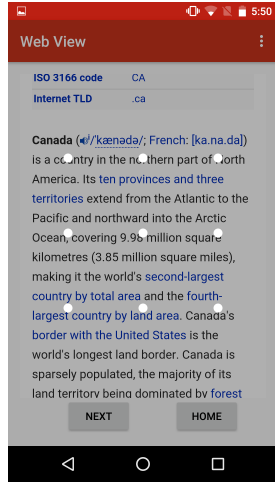 5:50
Web View
ISO 3166 code CA
Internet TLD .ca
Canada (/ˈkænədə/; French: [ka.na.da])
is a country in the northern part of North
America. Its ten provinces and three
territories extend from the Atlantic to the
Pacific and northward into the Arctic
Ocean, covering 9.98 million square
kilometres (3.85 million square miles),
making it the world's second-largest
country by total area and the fourth-
largest country by land area. Canada's
border with the United States is the
world's longest land border. Canada is
sparsely populated, the majority of its
land territory being dominated by forest
NEXT HOME